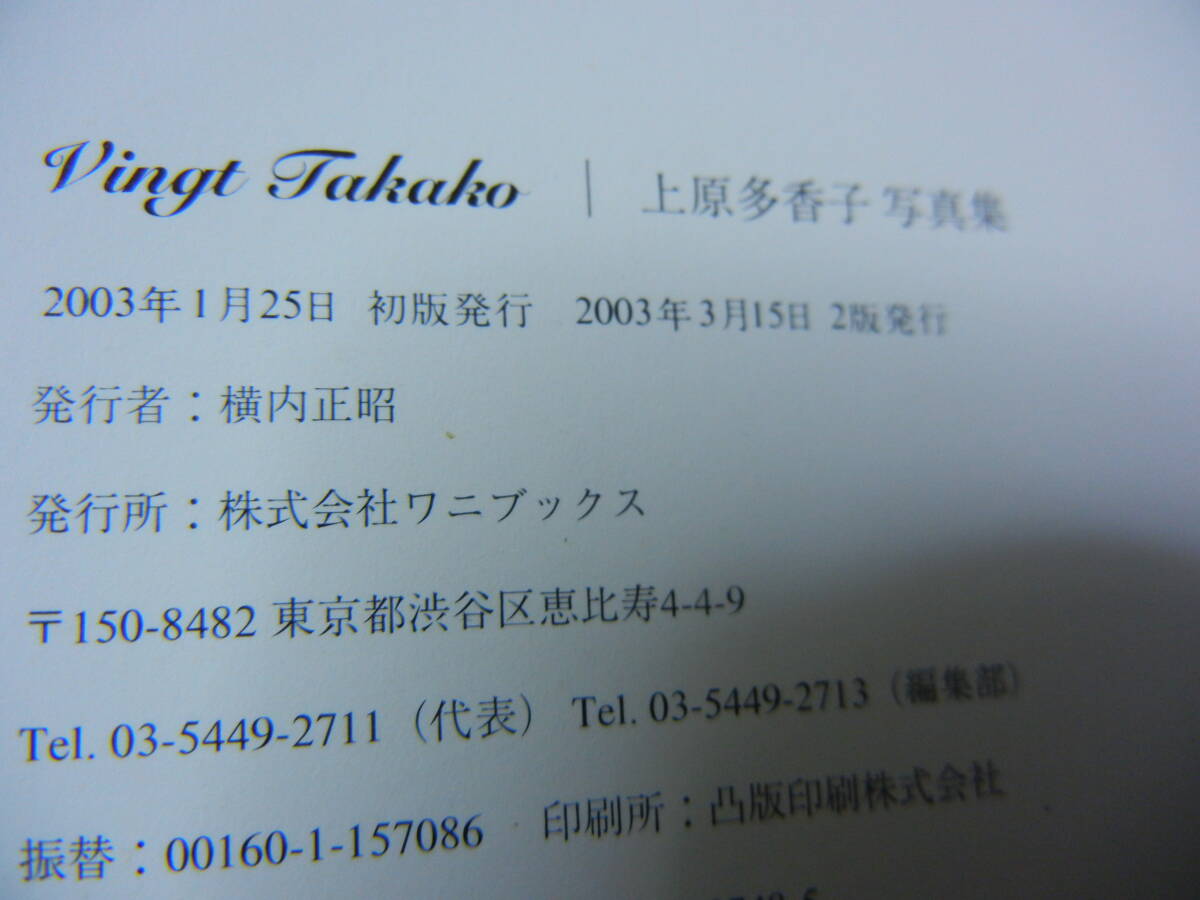 Vingt Takako | 上原多香子 写真集
2003年1月25日 初版発行 2003年3月15日 2版発行
発行者：横内正昭
発行所：株式会社ワニブックス
〒150-8482 東京都渋谷区恵比寿4-4-9
Tel. 03-5449-2711（代表） Tel. 03-5449-2713（編集部）
振替：00160-1-157086 印刷所：凸版印刷株式会社